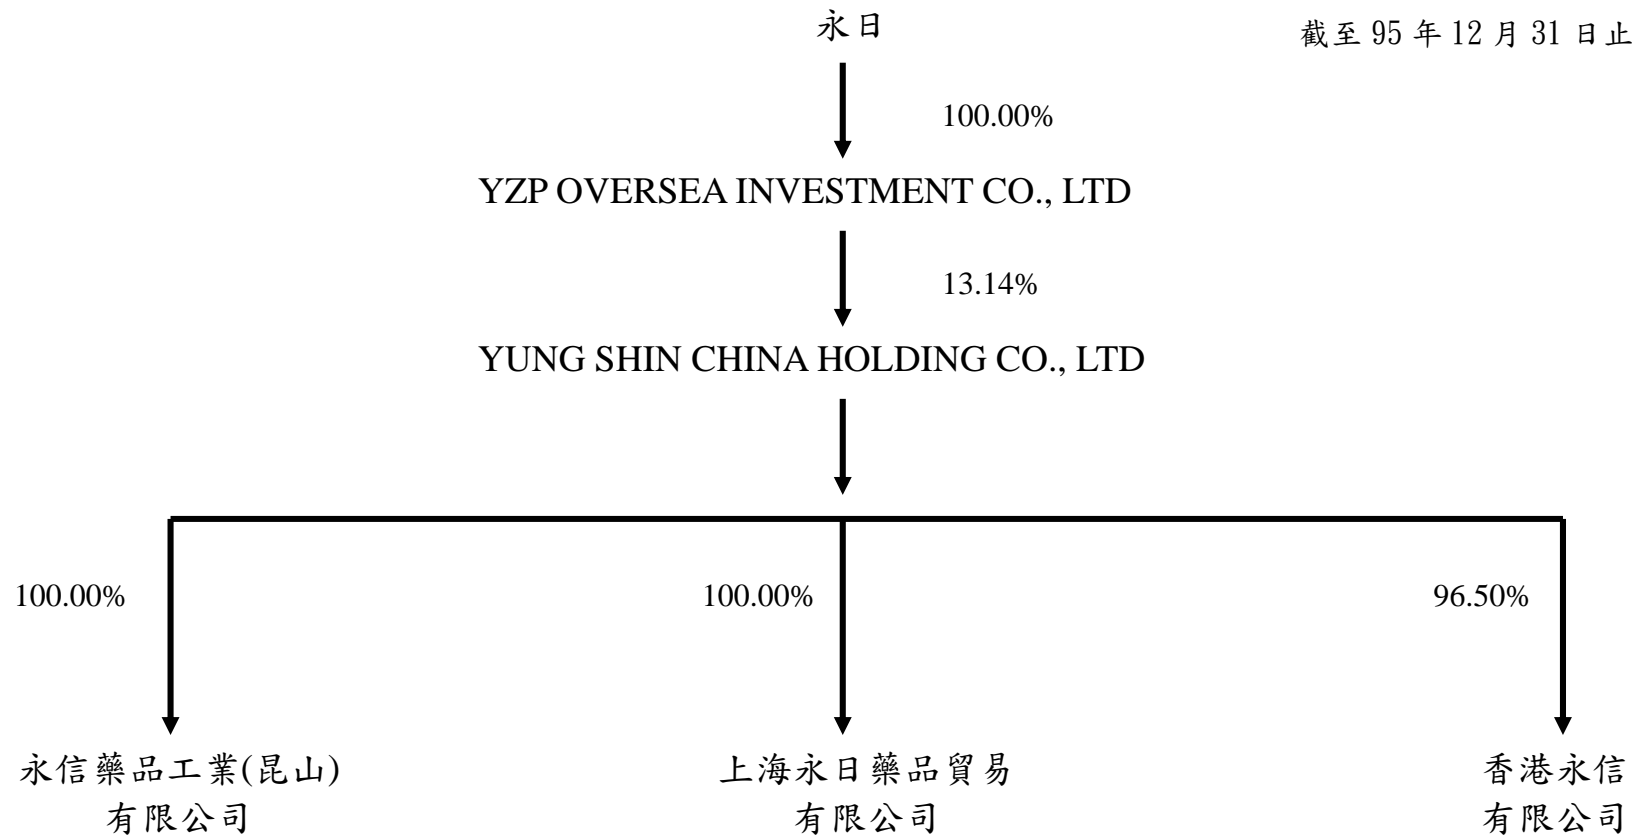 永日
截至 95 年 12 月 31 日止
100.00%
YZP OVERSEA INVESTMENT CO., LTD
13.14%
YUNG SHIN CHINA HOLDING CO., LTD
100.00%
100.00%
96.50%
永信藥品工業(昆山)
有限公司
上海永日藥品貿易
有限公司
香港永信
有限公司